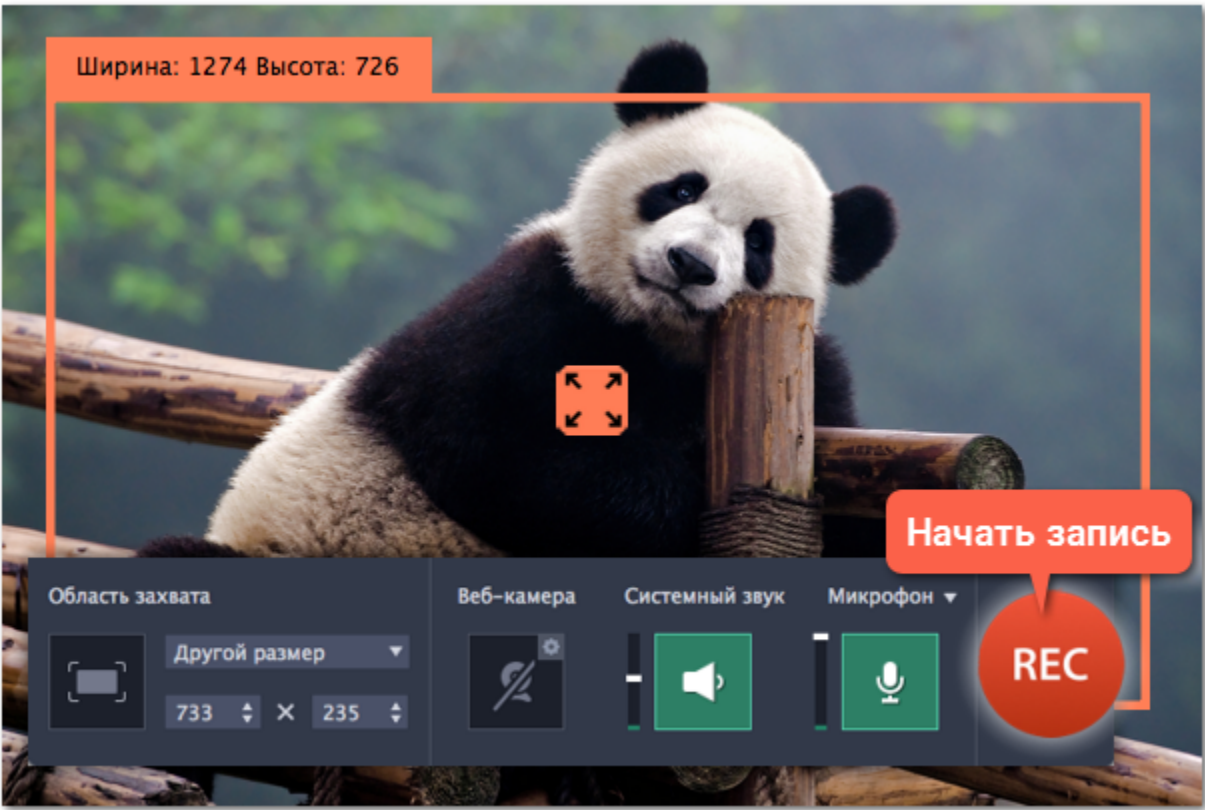 Ширина: 1274 Высота: 726
Начать запись
Область захвата
Веб-камера
Системный звук
Микрофон
Другой размер
733 × 235
REC